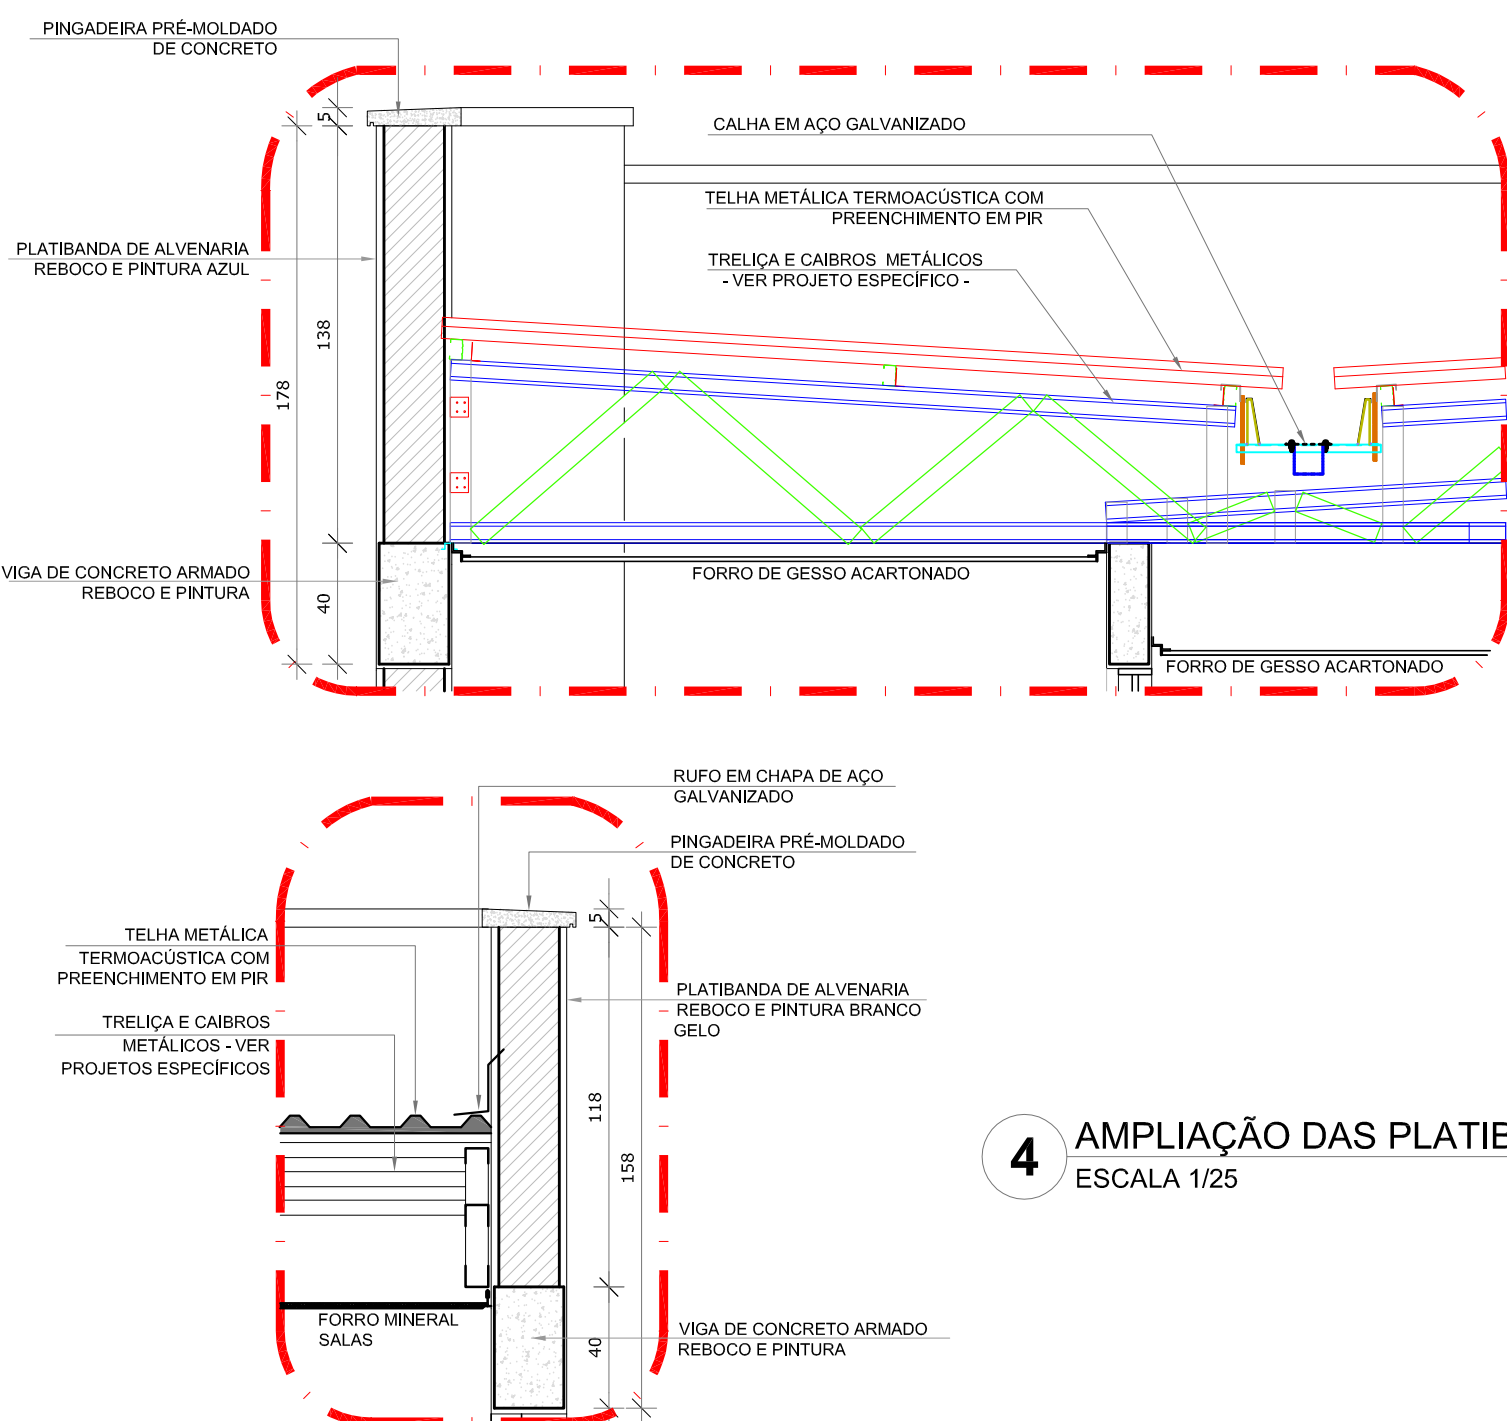 PINGADEIRA PRÉ-MOLDADO
DE CONCRETO
5
CALHA EM AÇO GALVANIZADO
TELHA METÁLICA TERMOACÚSTICA COM
PREENCHIMENTO EM PIR
PLATIBANDA DE ALVENARIA
REBOCO E PINTURA AZUL
TRELIÇA E CAIBROS METÁLICOS
- VER PROJETO ESPECÍFICO -
138
178
VIGA DE CONCRETO ARMADO
REBOCO E PINTURA
40
FORRO DE GESSO ACARTONADO
FORRO DE GESSO ACARTONADO
RUFO EM CHAPA DE AÇO
GALVANIZADO
PINGADEIRA PRÉ-MOLDADO
DE CONCRETO
5
TELHA METÁLICA
TERMOACÚSTICA COM
PREENCHIMENTO EM PIR
PLATIBANDA DE ALVENARIA
REBOCO E PINTURA BRANCO
GELO
TRELIÇA E CAIBROS
METÁLICOS - VER
PROJETOS ESPECÍFICOS
118
158
4
AMPLIAÇÃO DAS PLATIB
ESCALA 1/25
FORRO MINERAL
SALAS
40
VIGA DE CONCRETO ARMADO
REBOCO E PINTURA